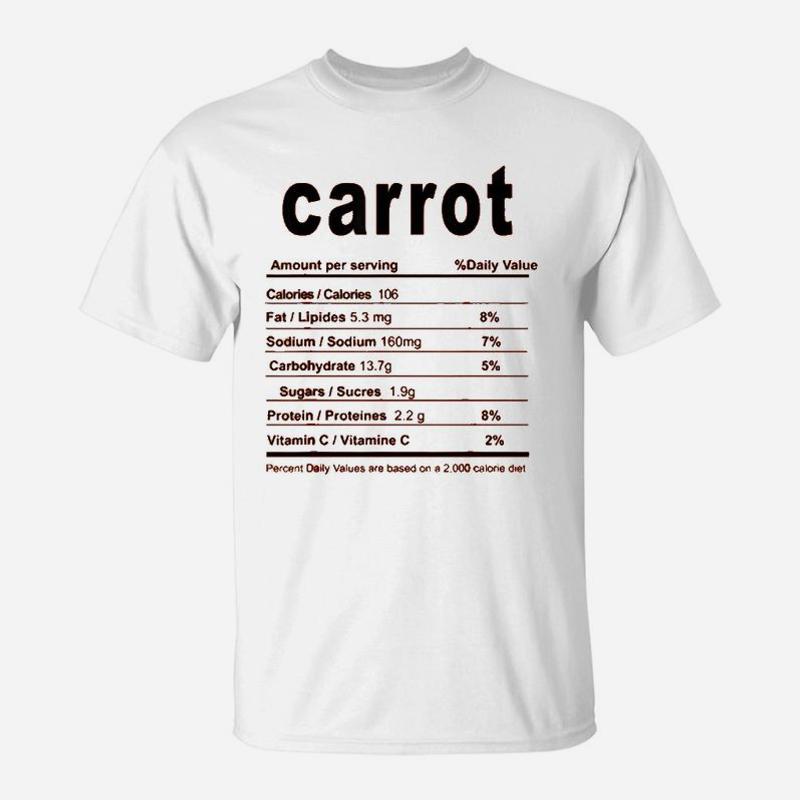 carrot
Amount per serving %Daily Value
Calories / Calories 106
Fat / Lipides 5.3 mg 8%
Sodium / Sodium 160mg 7%
Carbohydrate 13.7g 5%
Sugars / Sucres 1.9g
Protein / Proteines 2.2 g 8%
Vitamin C / Vitamine C 2%
Percent Daily Values are based on a 2.000 calorie diet